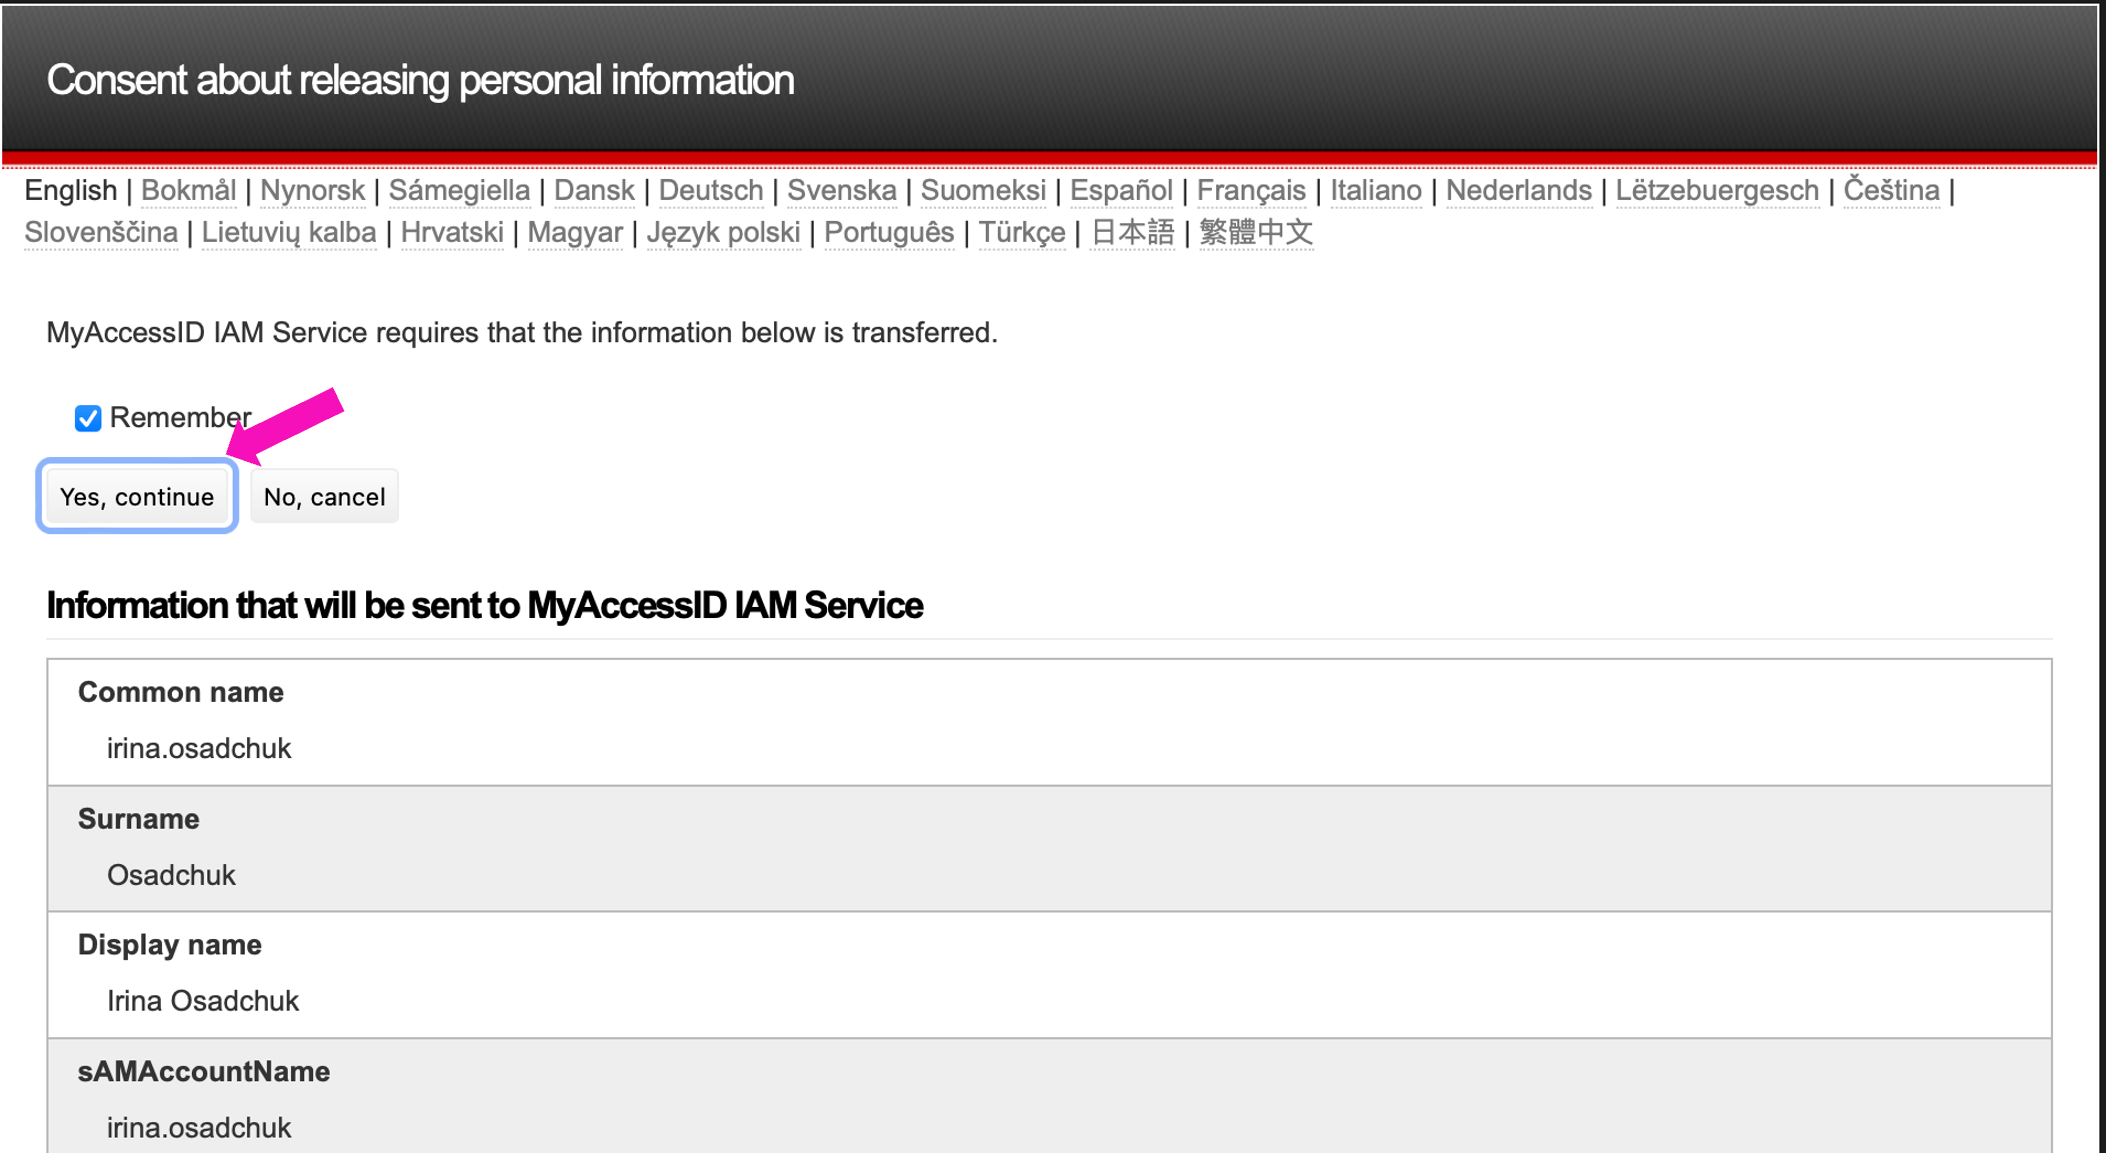 Consent about releasing personal information
English | Bokmål | Nynorsk | Sámegiella | Dansk | Deutsch | Svenska | Suomeksi | Español | Français | Italiano | Nederlands | Lëtzebuergesch | Čeština |
Slovenščina | Lietuvių kalba | Hrvatski | Magyar | Język polski | Português | Türkçe | 日本語 | 繁體中文
MyAccessID IAM Service requires that the information below is transferred.
Remember
Yes, continue No, cancel
Information that will be sent to MyAccessID IAM Service
Common name
irina.osadchuk
Surname
Osadchuk
Display name
Irina Osadchuk
sAMAccountName
irina.osadchuk